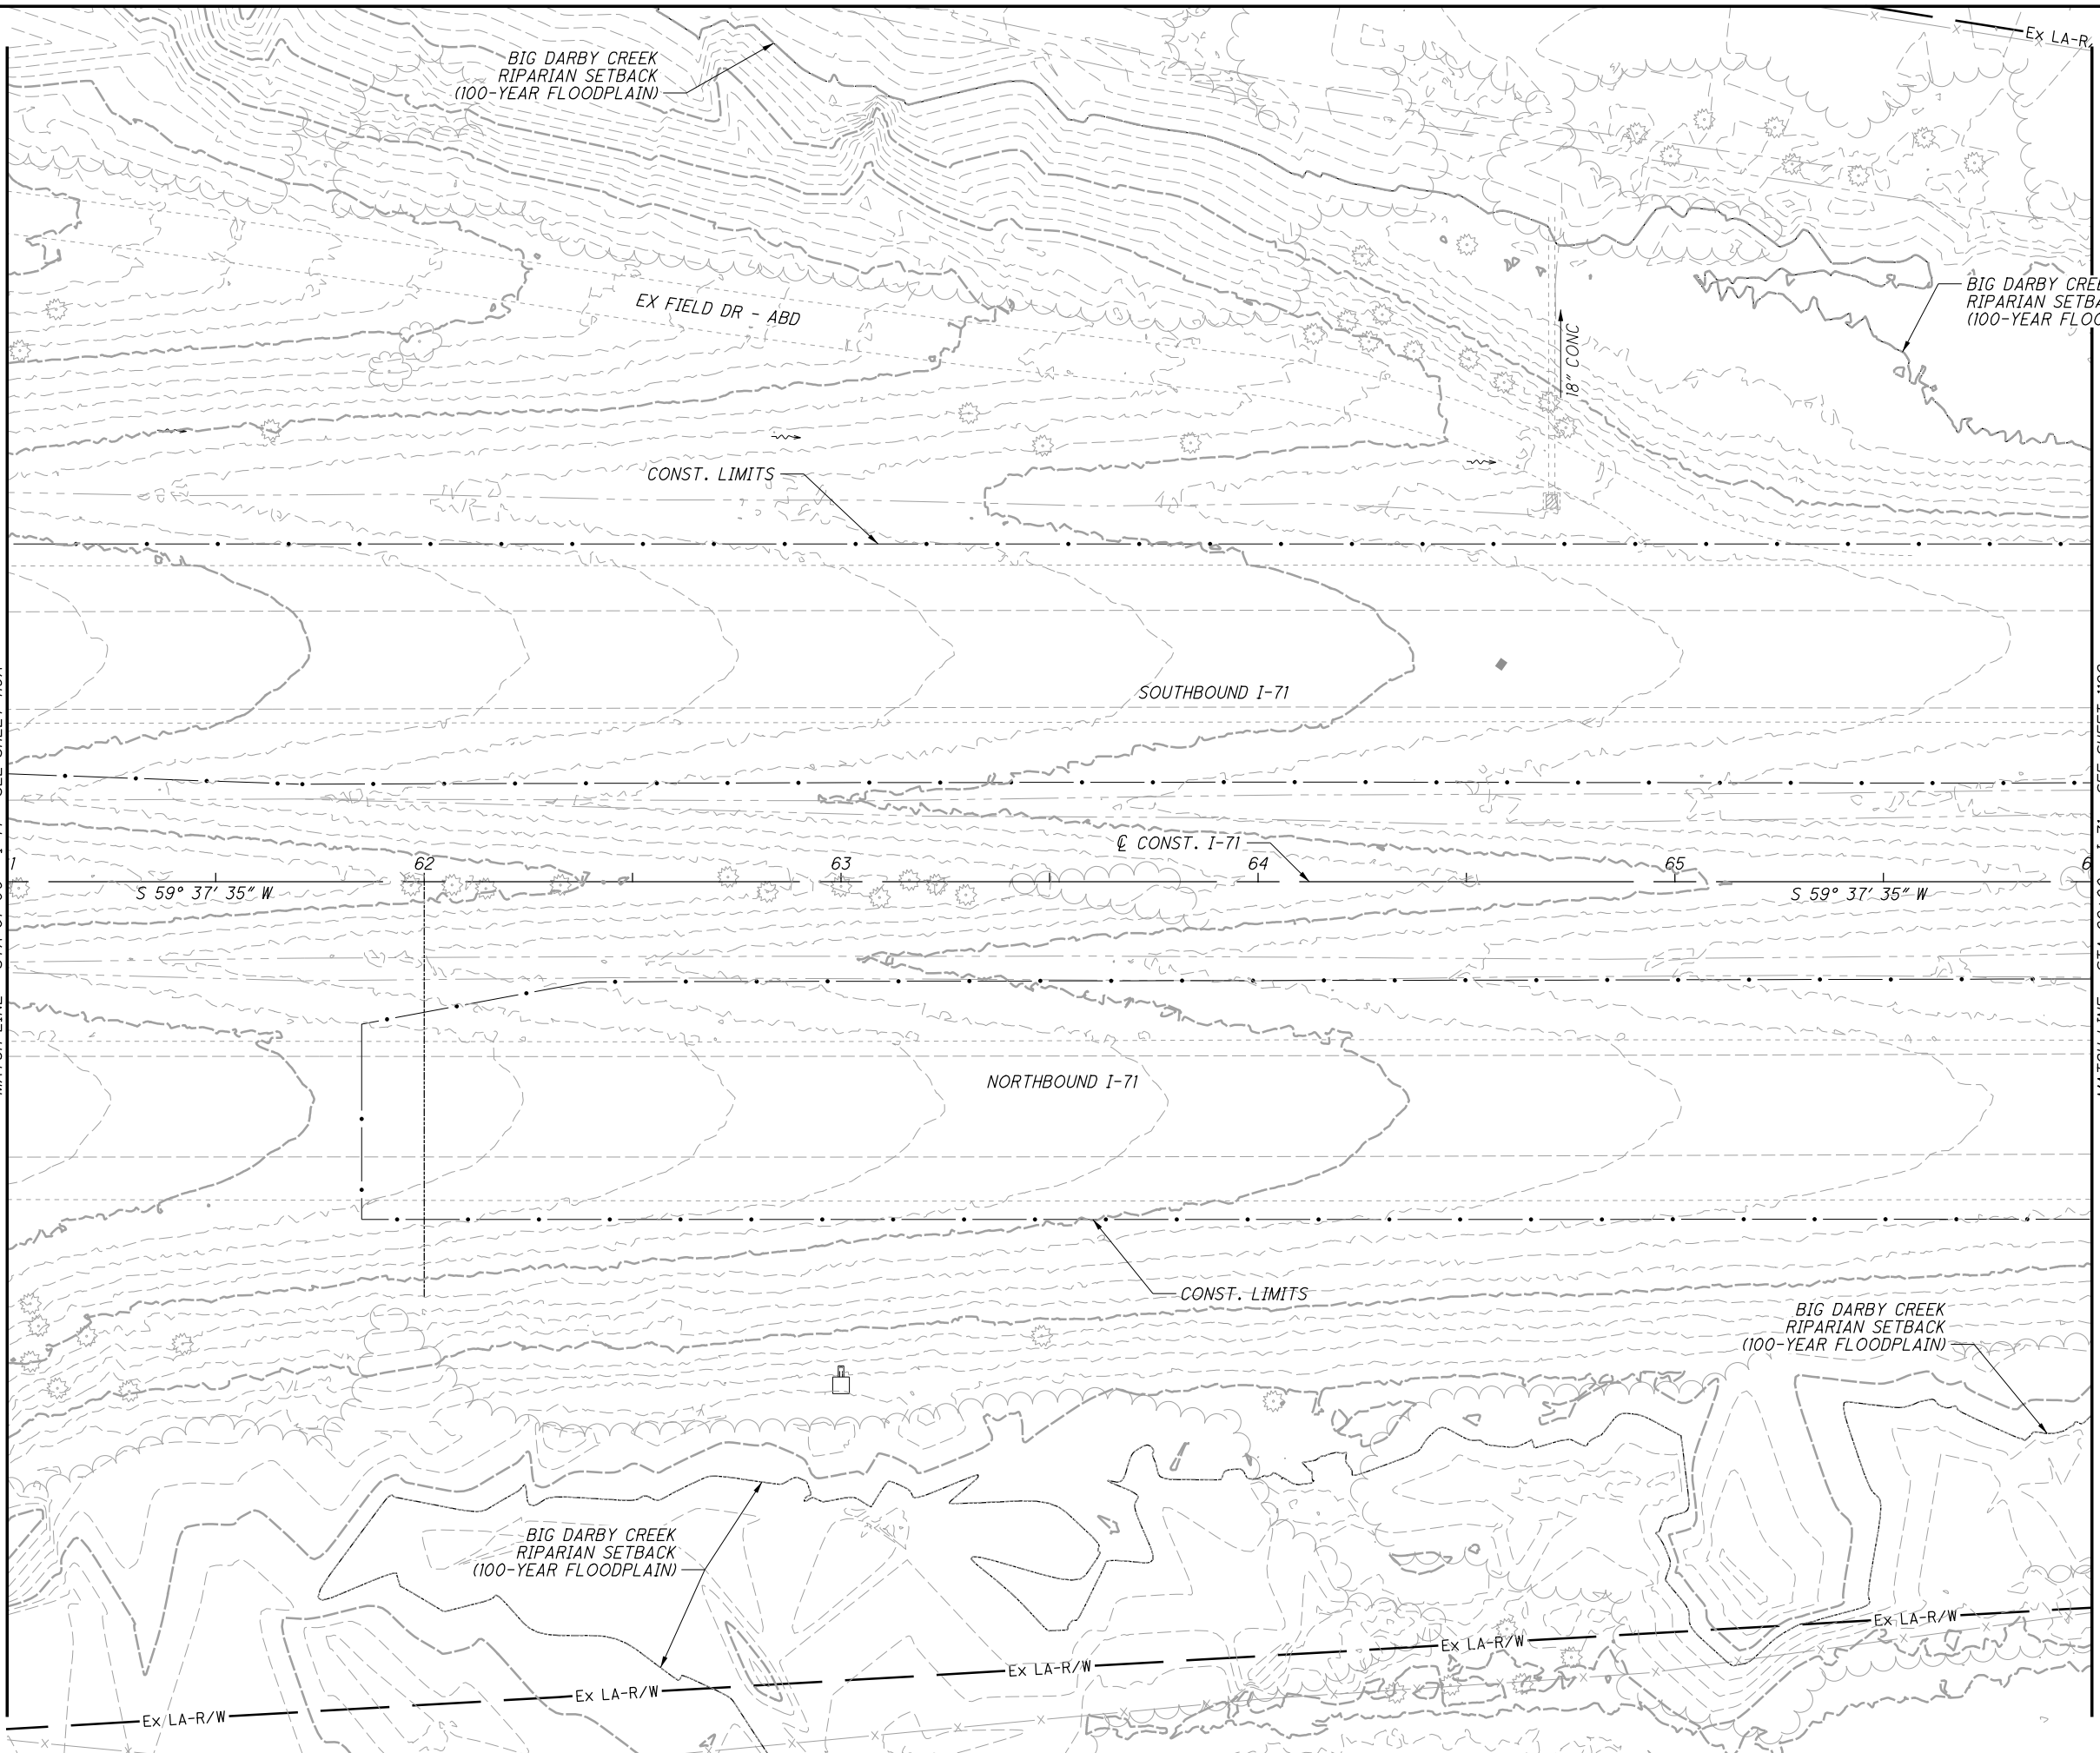 Ex LA-R
BIG DARBY CREEK
RIPARIAN SETBACK
(100-YEAR FLOODPLAIN)
BIG DARBY CREE
RIPARIAN SETBA
(100-YEAR FLOO
EX FIELD DR - ABD
18" CONC
CONST. LIMITS
SOUTHBOUND I-71
℄ CONST. I-71
1
62
63
64
65
6
S 59° 37' 35" W
S 59° 37' 35" W
NORTHBOUND I-71
CONST. LIMITS
BIG DARBY CREEK
RIPARIAN SETBACK
(100-YEAR FLOODPLAIN)
BIG DARBY CREEK
RIPARIAN SETBACK
(100-YEAR FLOODPLAIN)
Ex LA-R/W
Ex LA-R/W
Ex LA-R/W
Ex LA-R/W
Ex LA-R/W